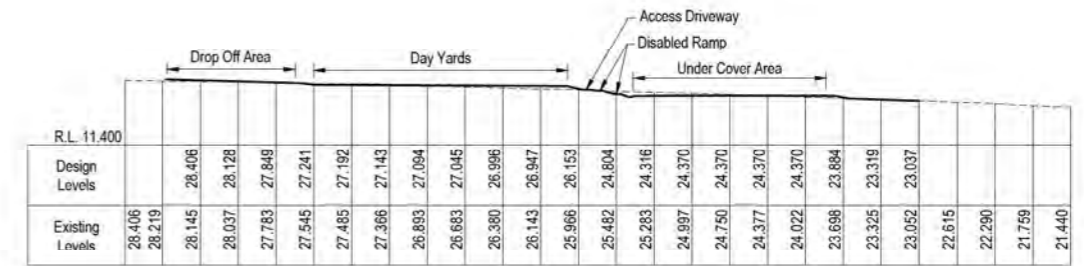 Access Driveway
Disabled Ramp
Drop Off Area
Day Yards
Under Cover Area
R.L. 11.400
Design
Levels
28.406 28.128 27.849 27.241 27.192 27.143 27.094 27.045 26.996 26.947 26.153 24.804 24.316 24.370 24.370 24.370 24.370 23.884 23.319 23.037
Existing
Levels
28.406 28.219 28.145 28.037 27.783 27.545 27.485 27.366 26.893 26.683 26.380 26.143 25.966 25.482 25.283 24.997 24.750 24.377 24.022 23.698 23.325 23.052 22.615 22.290 21.759 21.440